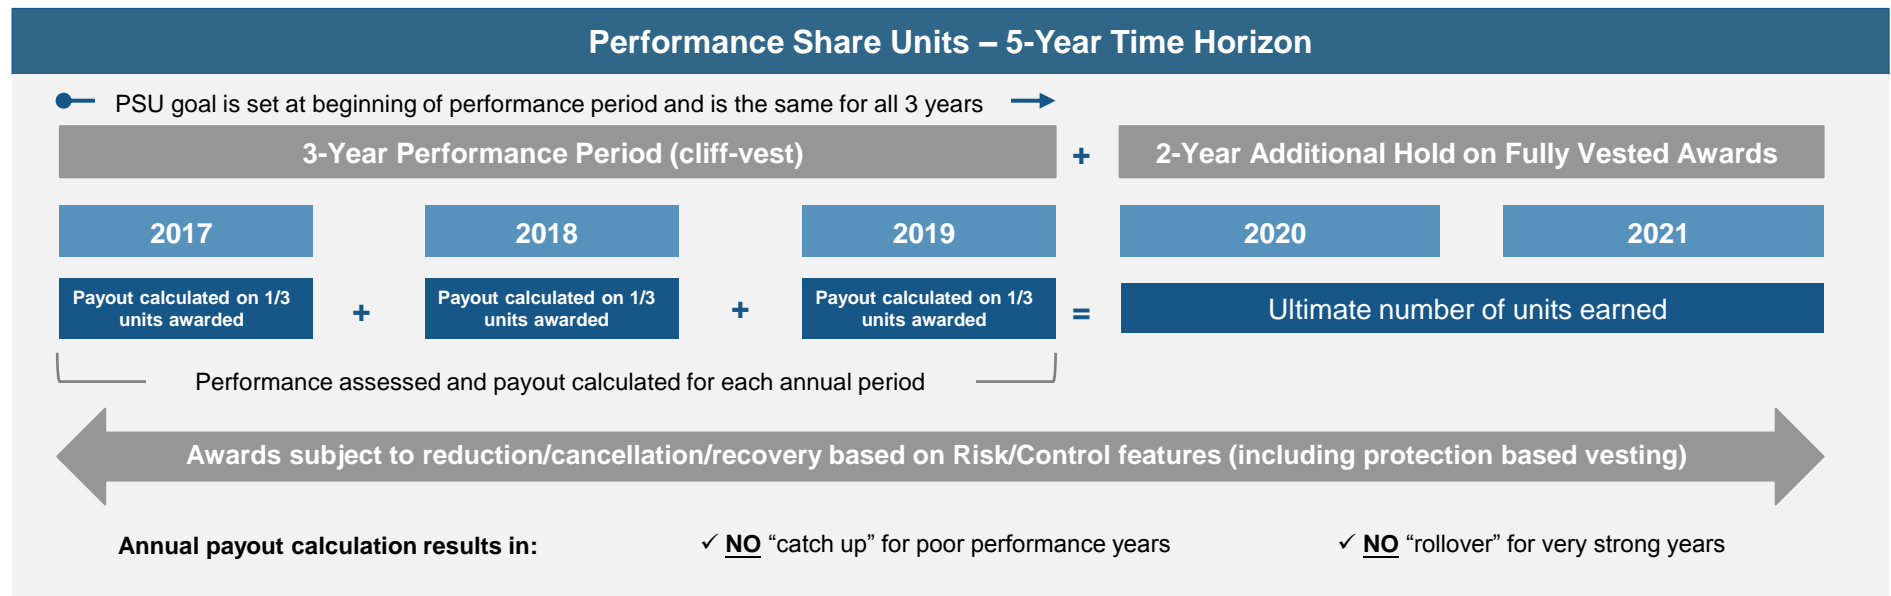 Performance Share Units – 5-Year Time Horizon
PSU goal is set at beginning of performance period and is the same for all 3 years
3-Year Performance Period (cliff-vest)
+
2-Year Additional Hold on Fully Vested Awards
2017
2018
2019
2020
2021
Payout calculated on 1/3
units awarded
+
Payout calculated on 1/3
units awarded
+
Payout calculated on 1/3
units awarded
=
Ultimate number of units earned
Performance assessed and payout calculated for each annual period
Awards subject to reduction/cancellation/recovery based on Risk/Control features (including protection based vesting)
Annual payout calculation results in:
✓ NO “catch up” for poor performance years
✓ NO “rollover” for very strong years